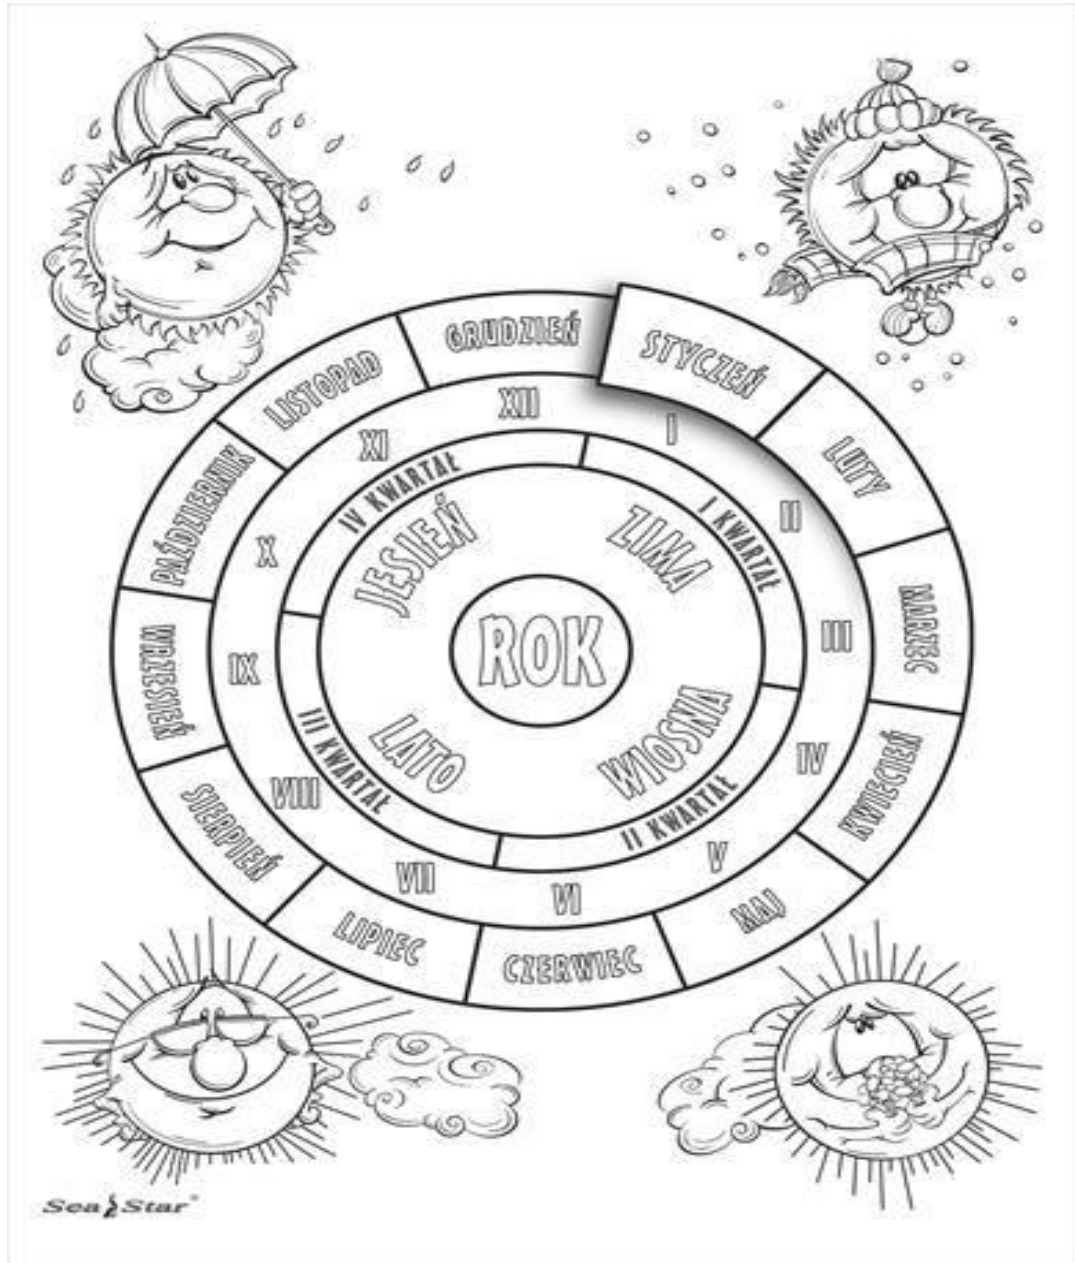 GRUDZIEŃ
STYCZEŃ
LUTY
MARZEC
KWIECIEŃ
MAJ
CZERWIEC
LIPIEC
SIERPIEŃ
WRZESIEŃ
PAŹDZIERNIK
LISTOPAD
XII
I
II
III
IV
V
VI
VII
VIII
IX
X
XI
I KWARTAŁ
II KWARTAŁ
III KWARTAŁ
IV KWARTAŁ
JESIEŃ
ZIMA
WIOSNA
LATO
ROK
Sea Star®